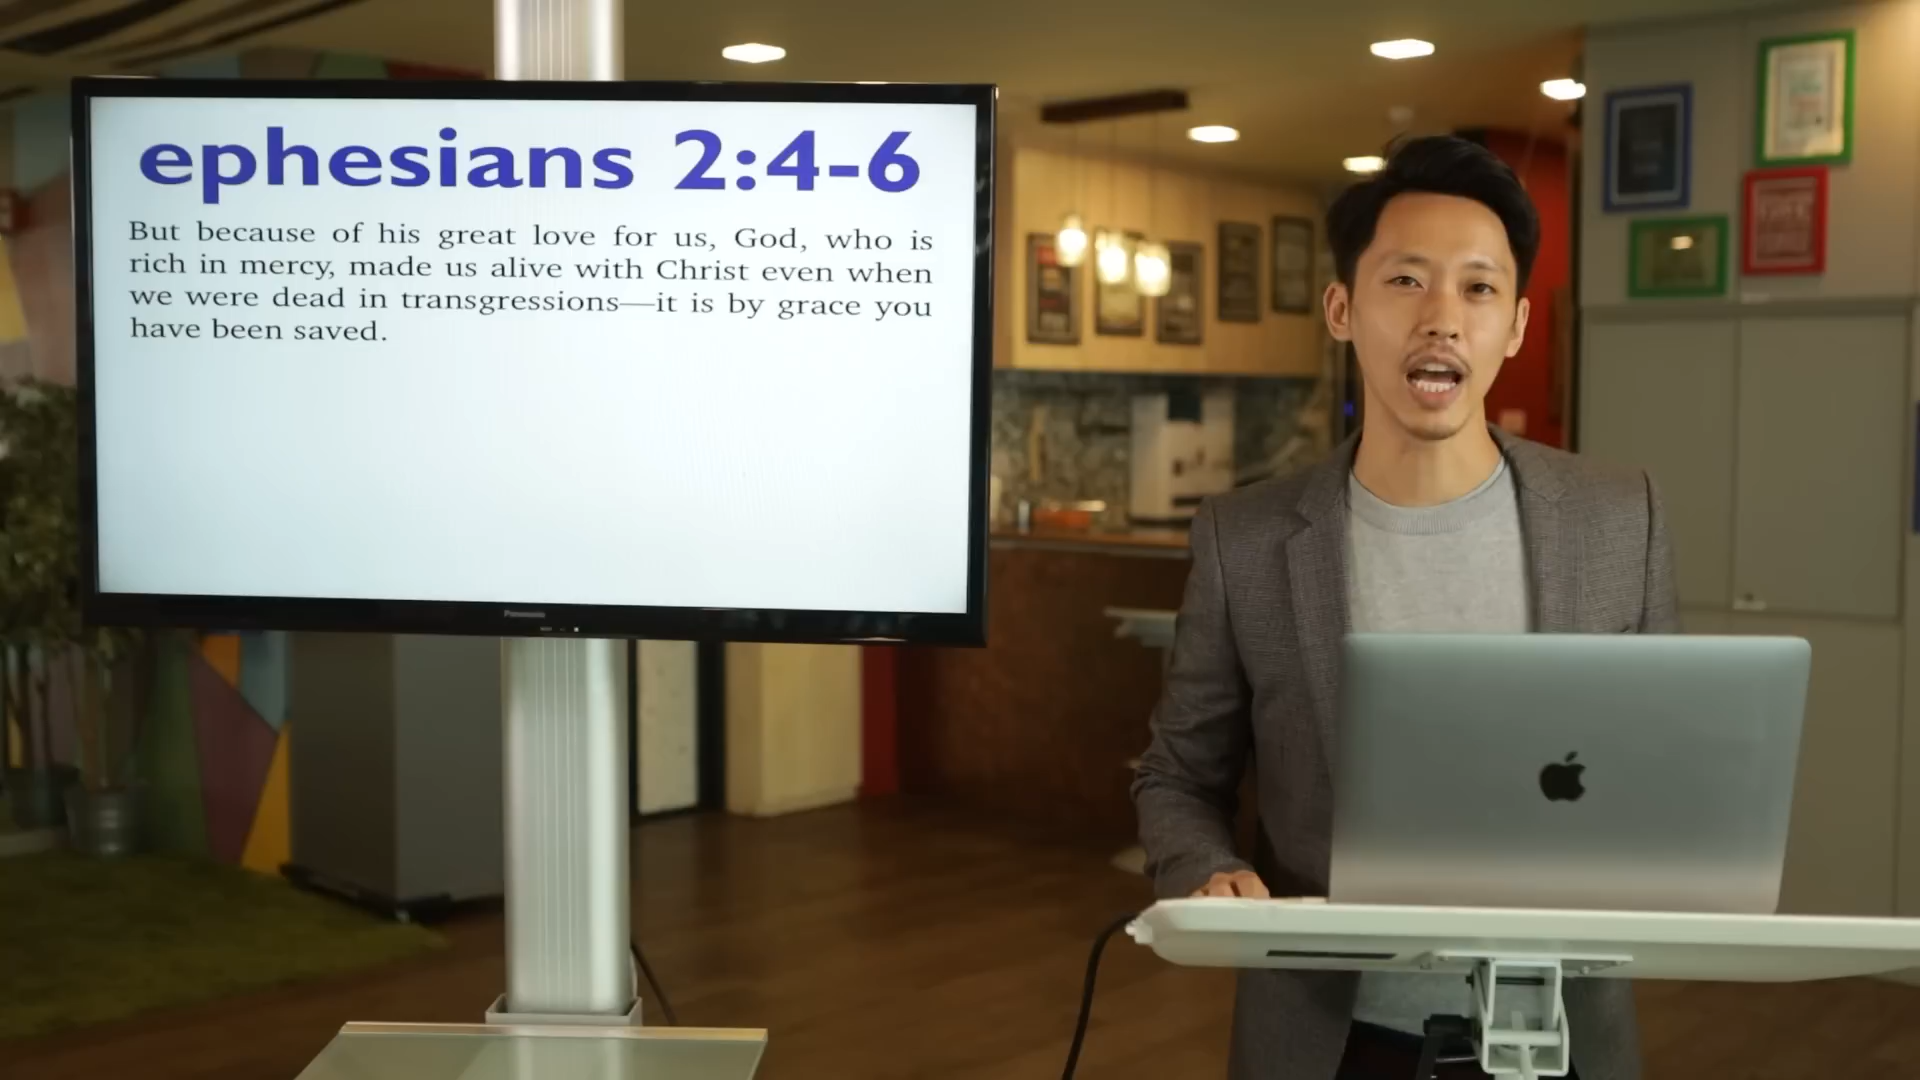 ephesians 2:4-6
But because of his great love for us, God, who is
rich in mercy, made us alive with Christ even when
we were dead in transgressions—it is by grace you
have been saved.
Panasonic